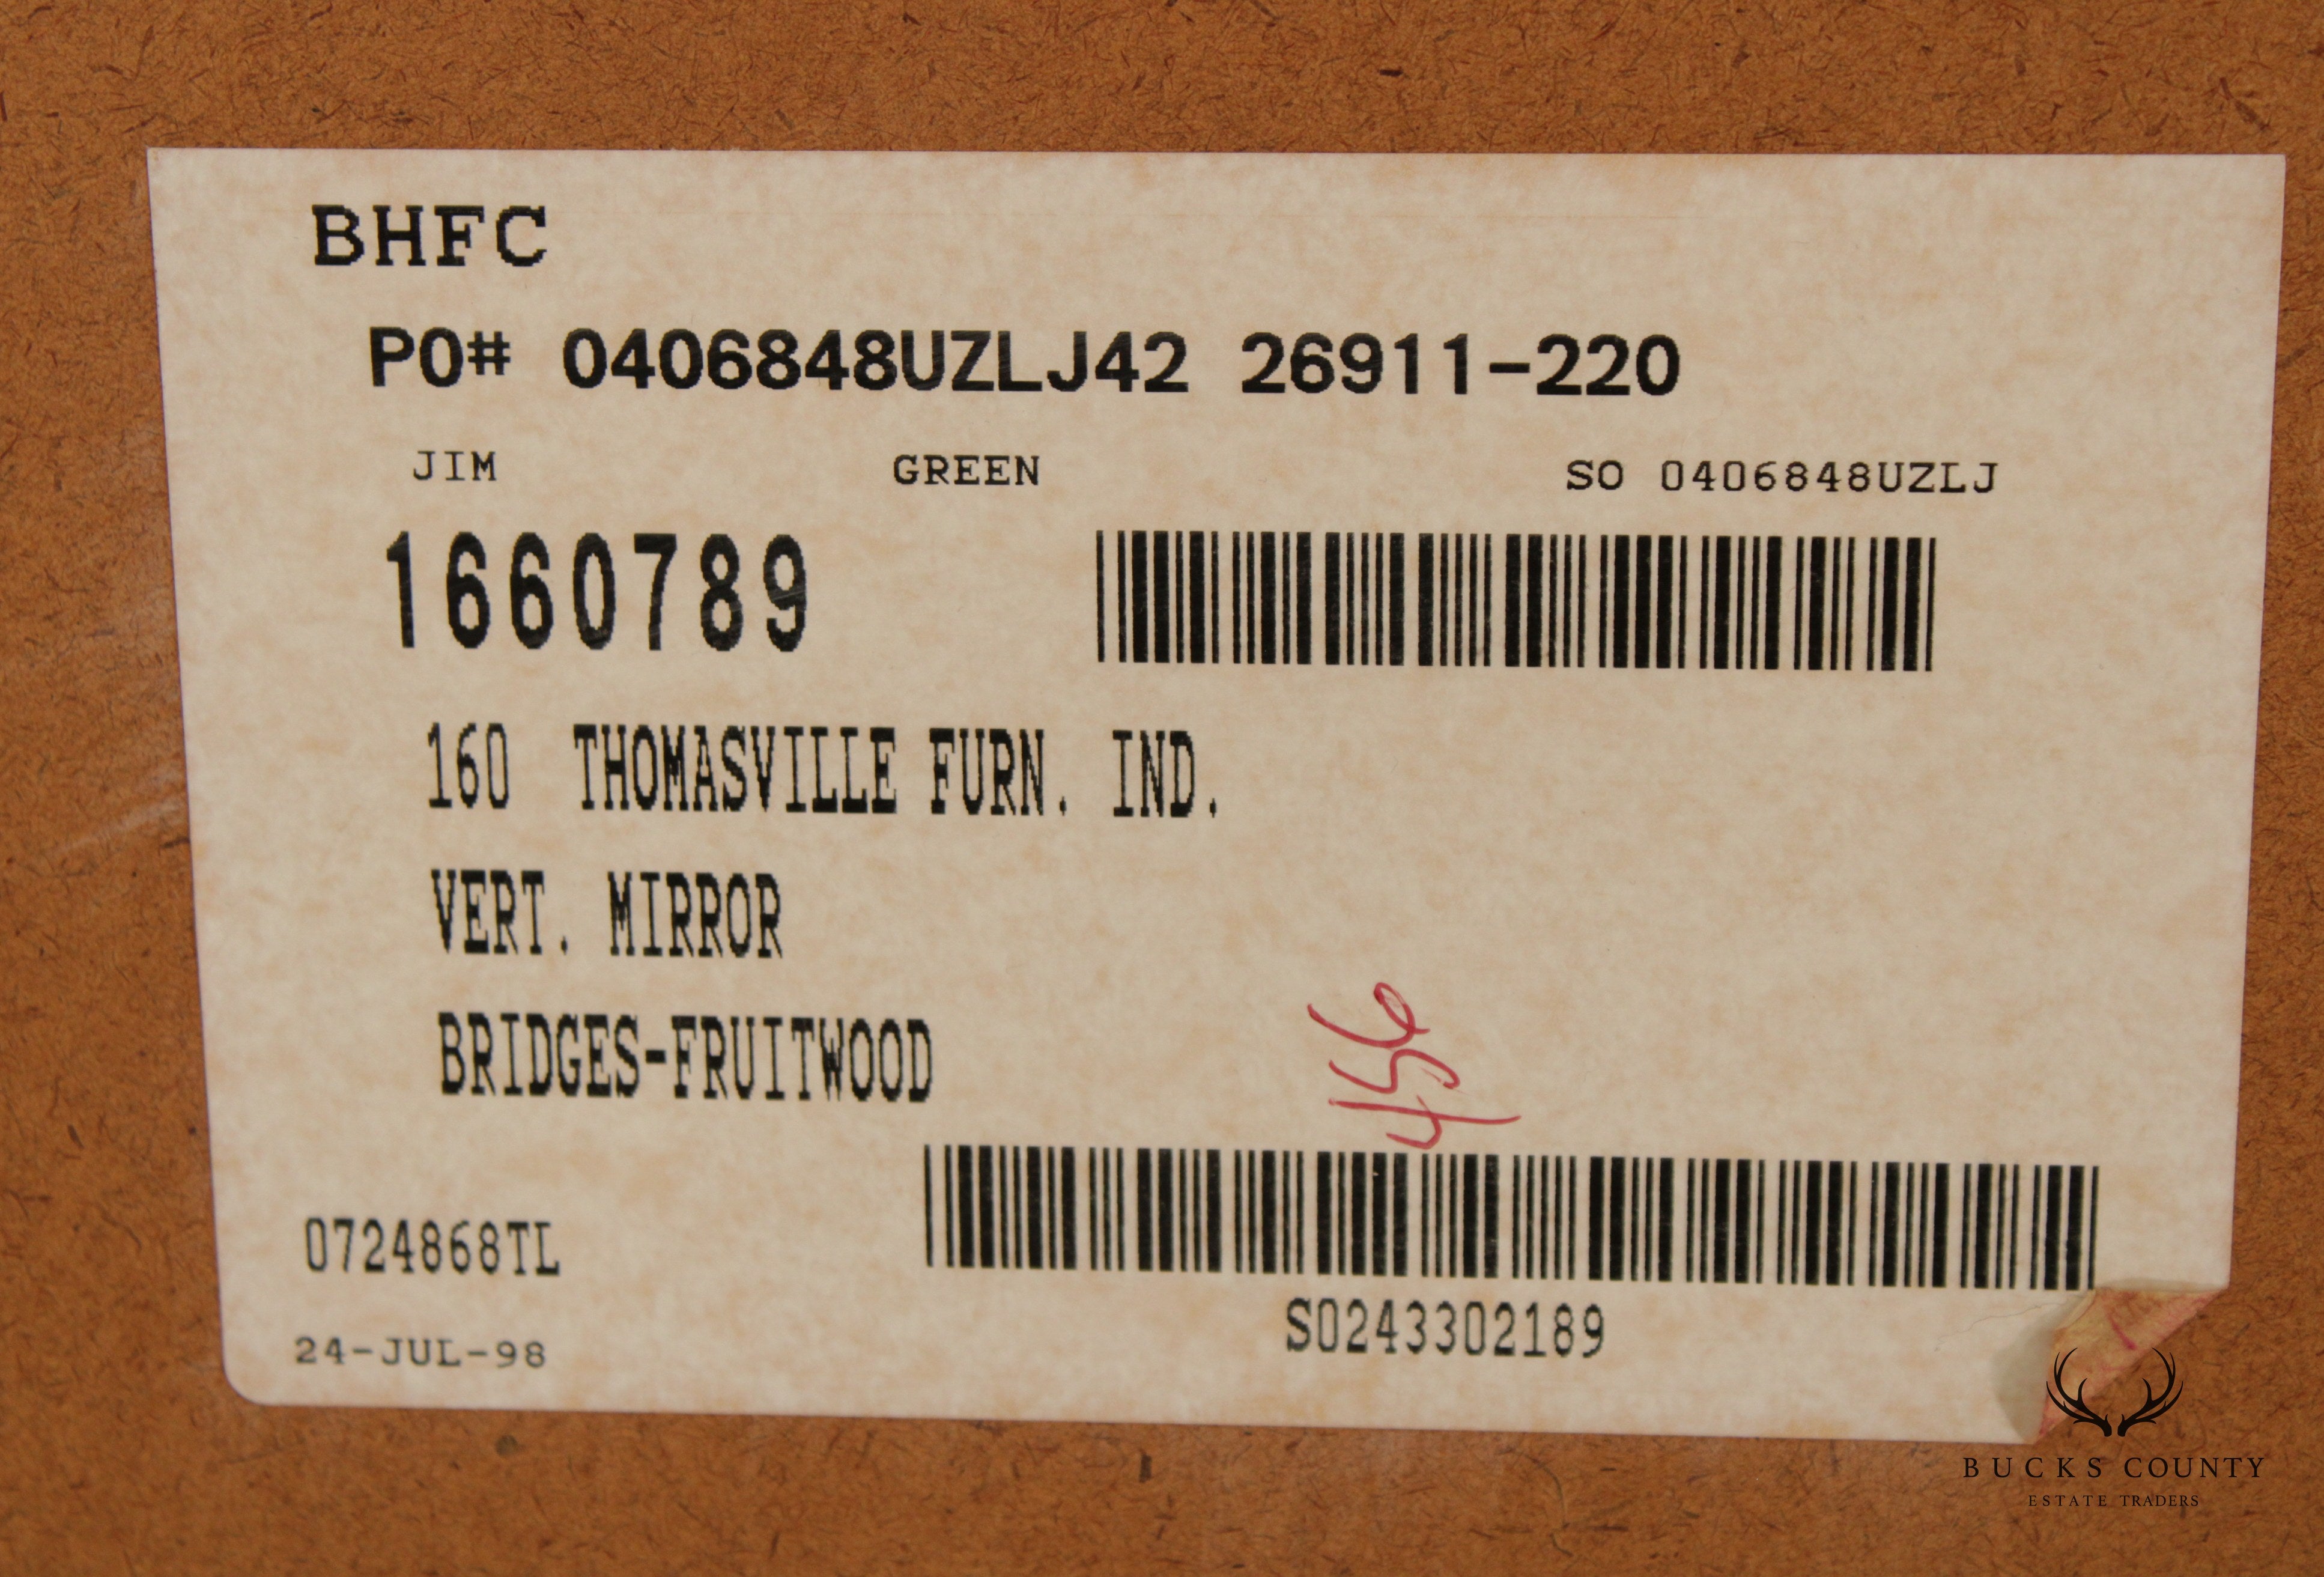 BHFC
PO# 0406848UZLJ42 26911-220
JIM GREEN SO 0406848UZLJ
1660789
160 THOMASVILLE FURN. IND.
VERT. MIRROR
BRIDGES-FRUITWOOD
456
0724868TL
S0243302189
24-JUL-98
BUCKS COUNTY
ESTATE TRADERS